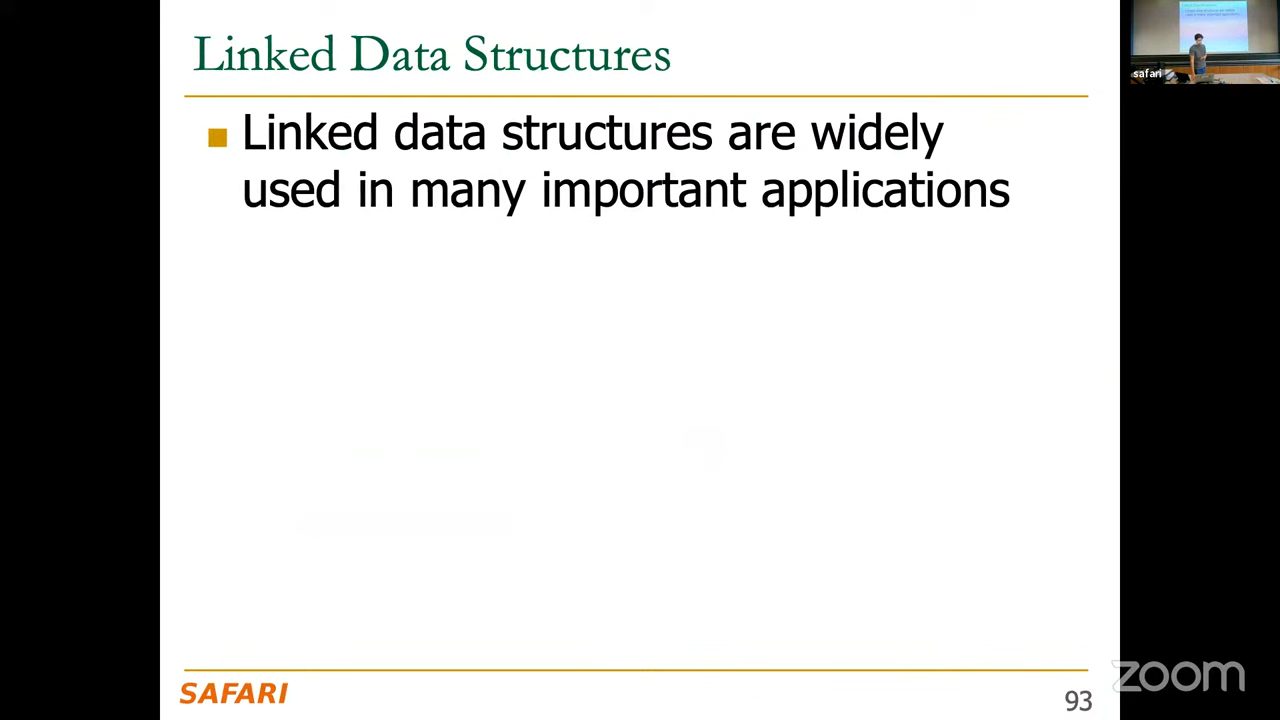 Linked Data Structures
Linked data structures are widely
used in many important applications
safari
SAFARI
93
zoom